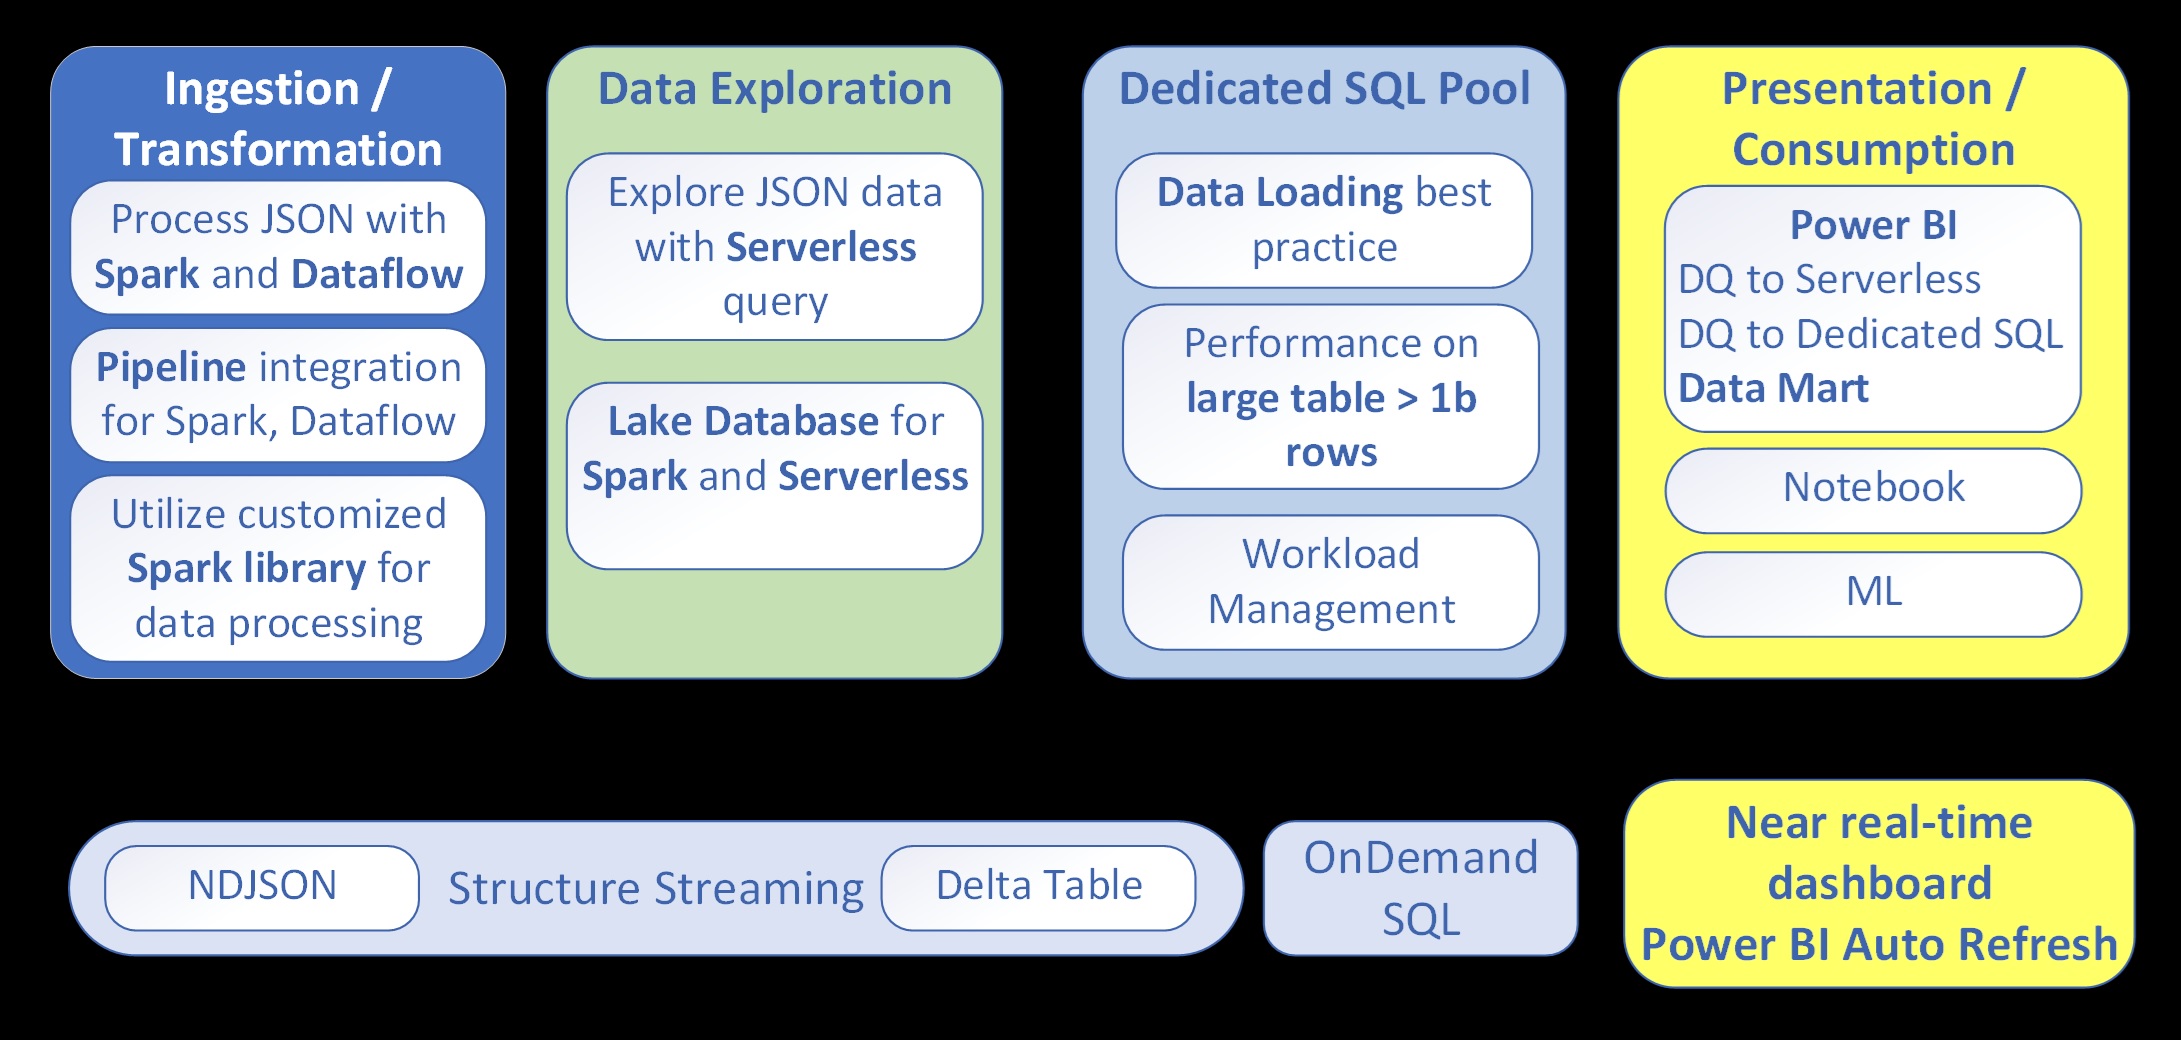 Ingestion /
Transformation
Process JSON with
Spark and Dataflow
Pipeline integration
for Spark, Dataflow
Utilize customized
Spark library for
data processing
Data Exploration
Explore JSON data
with Serverless
query
Lake Database for
Spark and Serverless
Dedicated SQL Pool
Data Loading best
practice
Performance on
large table > 1b
rows
Workload
Management
Presentation /
Consumption
Power BI
DQ to Serverless
DQ to Dedicated SQL
Data Mart
Notebook
ML
NDJSON
Structure Streaming
Delta Table
OnDemand
SQL
Near real-time
dashboard
Power BI Auto Refresh